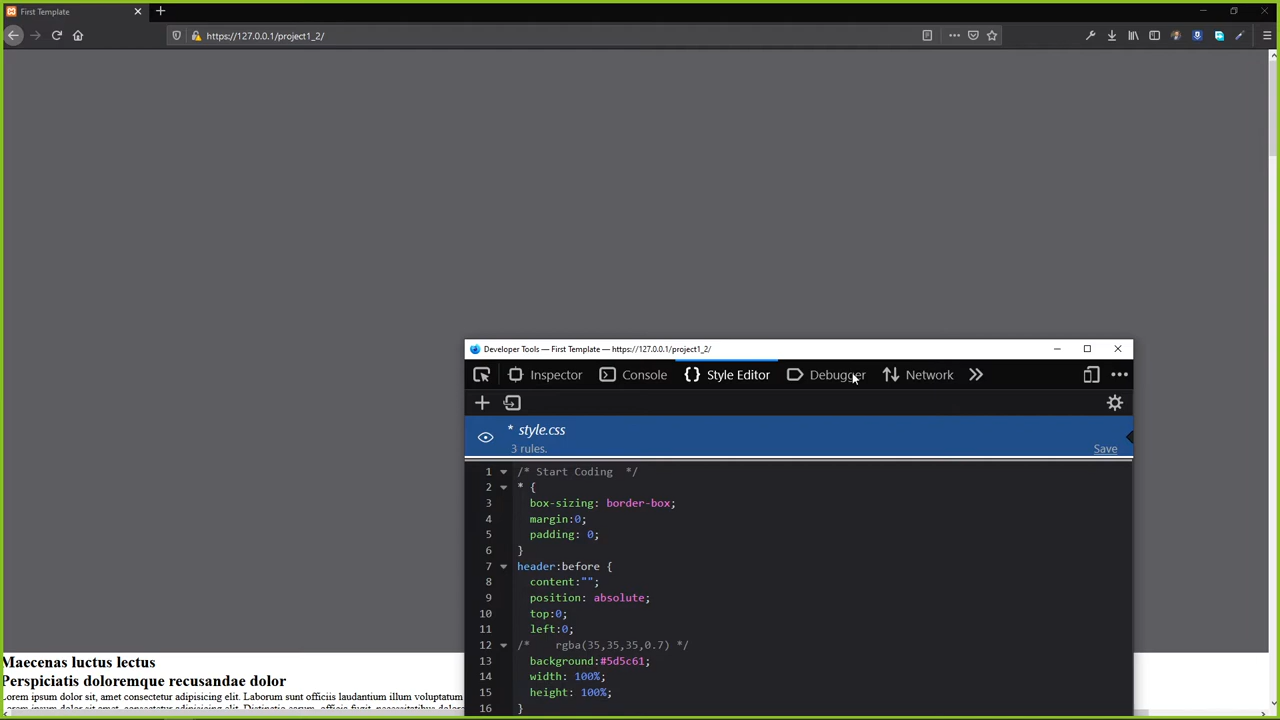 First Template
https://127.0.0.1/project1_2/
Developer Tools — First Template — https://127.0.0.1/project1_2/
Inspector Console Style Editor Debugger Network
* style.css
3 rules. Save
1 /* Start Coding */
2 * {
3 box-sizing: border-box;
4 margin:0;
5 padding: 0;
6 }
7 header:before {
8 content:"";
9 position: absolute;
10 top:0;
11 left:0;
12 /* rgba(35,35,35,0.7) */
13 background:#5d5c61;
14 width: 100%;
15 height: 100%;
16 }
Maecenas luctus lectus
Perspiciatis doloremque recusandae dolor
Lorem ipsum dolor sit, amet consectetur adipisicing elit. Laborum sunt officiis laudantium illum voluptatum